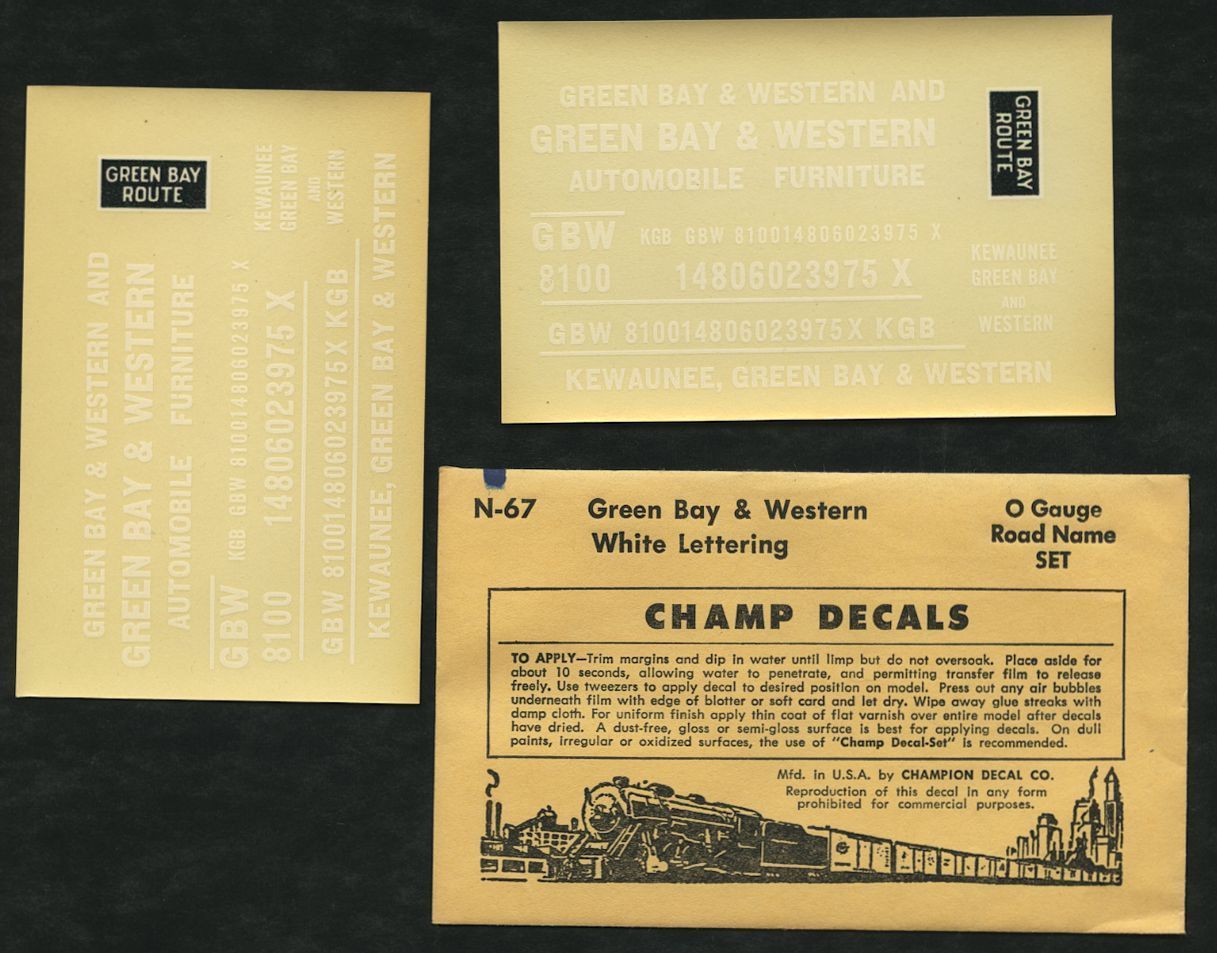 GREEN BAY
ROUTE
KEWAUNEE
GREEN BAY
AND
WESTERN
GREEN BAY & WESTERN AND
GREEN BAY & WESTERN
AUTOMOBILE FURNITURE
GBW KGB GBW 810014806023975 X
8100 14806023975 X
GBW 810014806023975X KGB
KEWAUNEE, GREEN BAY & WESTERN
GREEN BAY & WESTERN AND
GREEN BAY & WESTERN
AUTOMOBILE FURNITURE
GBW KGB GBW 810014806023975 X
8100 14806023975 X
GBW 810014806023975X KGB
KEWAUNEE, GREEN BAY & WESTERN
GREEN BAY
ROUTE
KEWAUNEE
GREEN BAY
AND
WESTERN
N-67
Green Bay & Western
White Lettering
O Gauge
Road Name
SET
CHAMP DECALS
TO APPLY—Trim margins and dip in water until limp but do not oversoak. Place aside for
about 10 seconds, allowing water to penetrate, and permitting transfer film to release
freely. Use tweezers to apply decal to desired position on model. Press out any air bubbles
underneath film with edge of blotter or soft card and let dry. Wipe away glue streaks with
damp cloth. For uniform finish apply thin coat of flat varnish over entire model after decals
have dried. A dust-free, gloss or semi-gloss surface is best for applying decals. On dull
paints, irregular or oxidized surfaces, the use of "Champ Decal-Set" is recommended.
Mfd. in U.S.A. by CHAMPION DECAL CO.
Reproduction of this decal in any form
prohibited for commercial purposes.